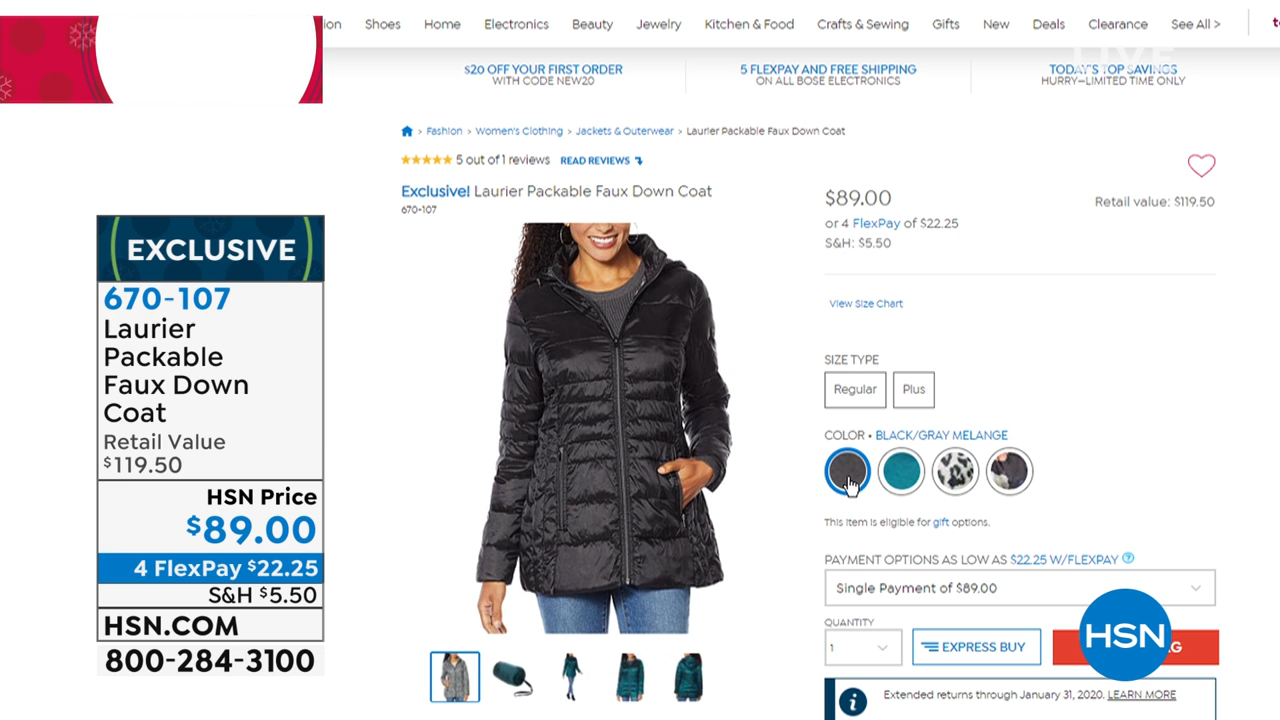 Shoes Home Electronics Beauty Jewelry Kitchen & Food Crafts & Sewing Gifts New Deals Clearance See All >
LIVE
$20 OFF YOUR FIRST ORDER
WITH CODE NEW20
5 FLEXPAY AND FREE SHIPPING
ON ALL BOSE ELECTRONICS
TODAY'S TOP SAVINGS
HURRY—LIMITED TIME ONLY
> Fashion > Women's Clothing > Jackets & Outerwear > Laurier Packable Faux Down Coat
5 out of 1 reviews READ REVIEWS
Exclusive! Laurier Packable Faux Down Coat
670-107
$89.00
Retail value: $119.50
or 4 FlexPay of $22.25
S&H: $5.50
View Size Chart
SIZE TYPE
Regular Plus
COLOR • BLACK/GRAY MELANGE
This item is eligible for gift options.
PAYMENT OPTIONS AS LOW AS $22.25 W/FLEXPAY ?
Single Payment of $89.00
QUANTITY
1
EXPRESS BUY
HSN
i Extended returns through January 31, 2020. LEARN MORE
EXCLUSIVE
670-107
Laurier
Packable
Faux Down
Coat
Retail Value
$119.50
HSN Price
$89.00
4 FlexPay $22.25
S&H $5.50
HSN.COM
800-284-3100